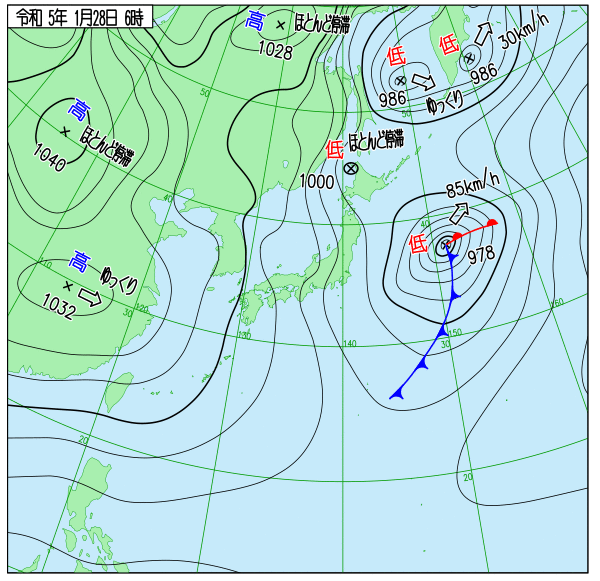 令和 5年 1月28日 6時
高
ほとんど停滞
1028
低
986
ゆっくり
低
986
30km/h
50
50
高
ほとんど停滞
1040
低
ほとんど停滞
1000
40
40
85km/h
低
978
高
ゆっくり
1032
110
30
120
130
140
30
150
160
20
20